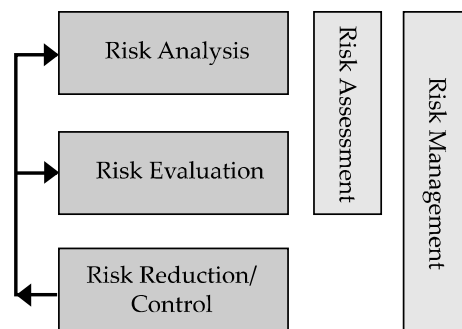 Risk Analysis
Risk Evaluation
Risk Reduction/
Control
Risk Assessment
Risk Management